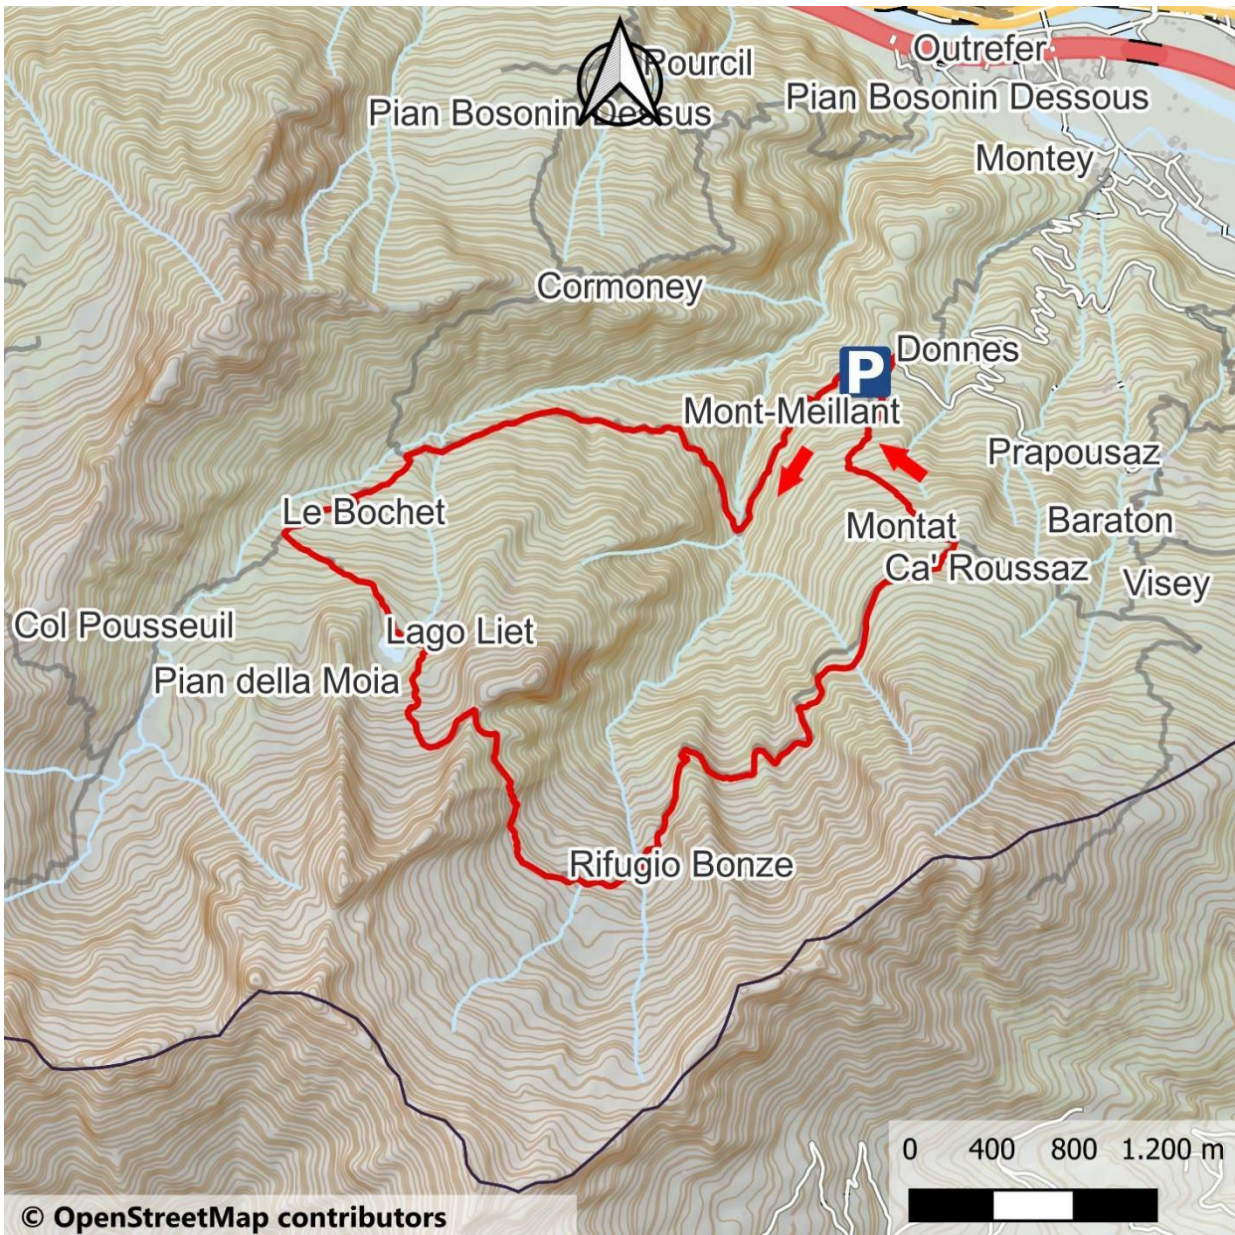 Outrefer
Pourcil
Pian Bosonin Dessous
Pian Bosonin Dessus
Montey
Cormoney
Donnes
P
Mont-Meillant
Prapousaz
Le Bochet
Montat
Baraton
Ca' Roussaz
Visey
Col Pousseuil
Lago Liet
Pian della Moia
Rifugio Bonze
0 400 800 1.200 m
© OpenStreetMap contributors